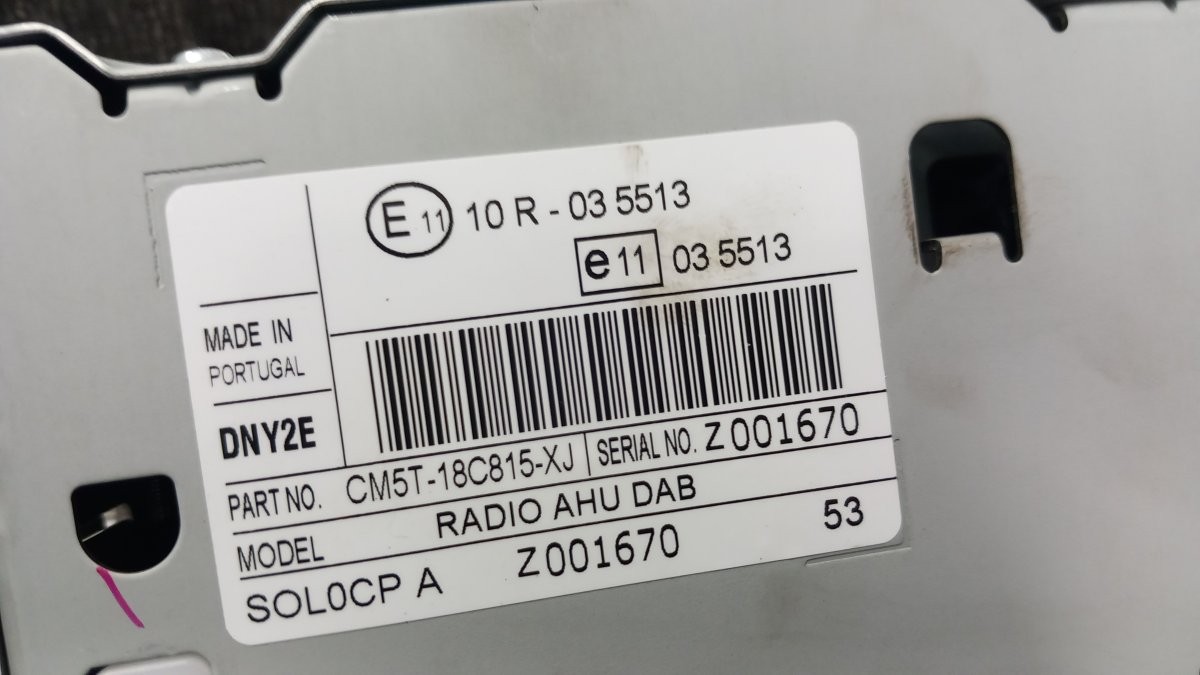 E 11 10 R - 03 5513
e 11 03 5513
MADE IN
PORTUGAL
DNY2E
PART NO. CM5T-18C815-XJ SERIAL NO. Z001670
MODEL RADIO AHU DAB
SOL0CP A Z001670 53